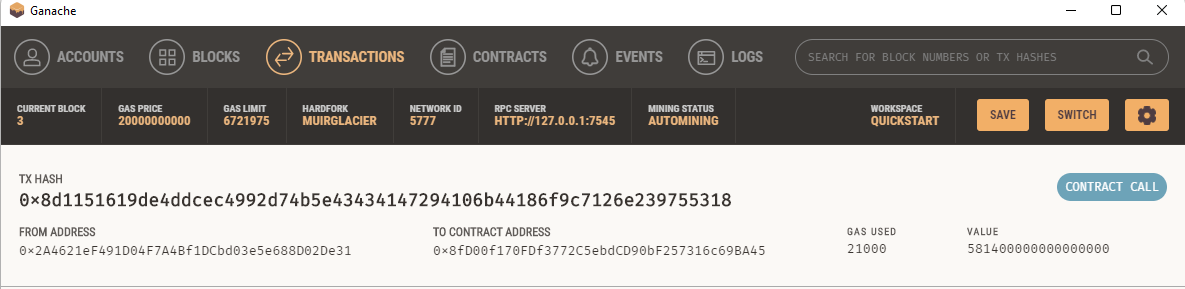 Ganache
ACCOUNTS BLOCKS TRANSACTIONS CONTRACTS EVENTS LOGS SEARCH FOR BLOCK NUMBERS OR TX HASHES
CURRENT BLOCK GAS PRICE GAS LIMIT HARDFORK NETWORK ID RPC SERVER MINING STATUS WORKSPACE
3 20000000000 6721975 MUIRGLACIER 5777 HTTP://127.0.0.1:7545 AUTOMINING QUICKSTART SAVE SWITCH
TX HASH
0×8d1151619de4ddcec4992d74b5e43434147294106b44186f9c7126e239755318 CONTRACT CALL
FROM ADDRESS TO CONTRACT ADDRESS GAS USED VALUE
0×2A4621eF491D04F7A4Bf1DCbd03e5e688D02De31 0×8fD00f170FDf3772C5ebdCD90bF257316c69BA45 21000 581400000000000000